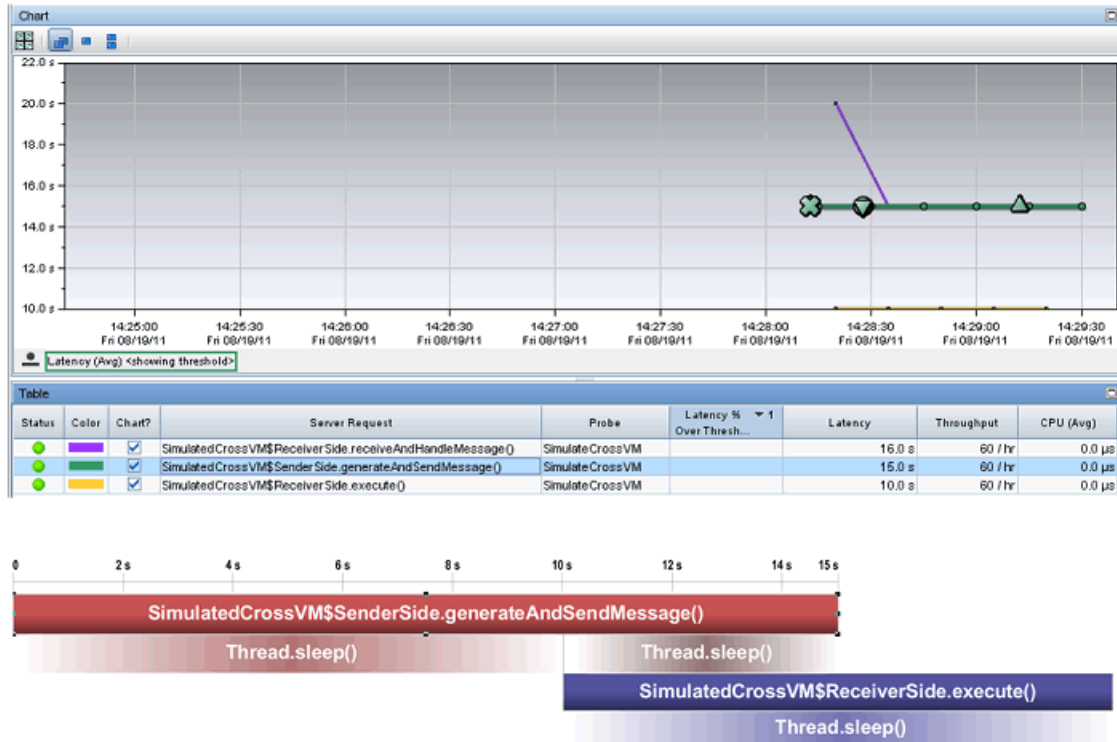 Chart
22.0 s
20.0 s
18.0 s
16.0 s
14.0 s
12.0 s
10.0 s
14:25:00 14:25:30 14:26:00 14:26:30 14:27:00 14:27:30 14:28:00 14:28:30 14:29:00 14:29:30
Fri 08/19/11 Fri 08/19/11 Fri 08/19/11 Fri 08/19/11 Fri 08/19/11 Fri 08/19/11 Fri 08/19/11 Fri 08/19/11 Fri 08/19/11 Fri 08/19/11
Latency (Avg) <showing threshold>
Table
Status Color Chart? Server Request Probe Latency % 1 Latency Throughput CPU (Avg)
Over Thresh...
SimulatedCrossVM$ReceiverSide.receiveAndHandleMessage() SimulateCrossVM 16.0 s 60 / hr 0.0 µs
SimulatedCrossVM$SenderSide.generateAndSendMessage() SimulateCrossVM 15.0 s 60 / hr 0.0 µs
SimulatedCrossVM$ReceiverSide.execute() SimulateCrossVM 10.0 s 60 / hr 0.0 µs
0 2 s 4 s 6 s 8 s 10 s 12 s 14 s 15 s
SimulatedCrossVM$SenderSide.generateAndSendMessage()
Thread.sleep() Thread.sleep()
SimulatedCrossVM$ReceiverSide.execute()
Thread.sleep()